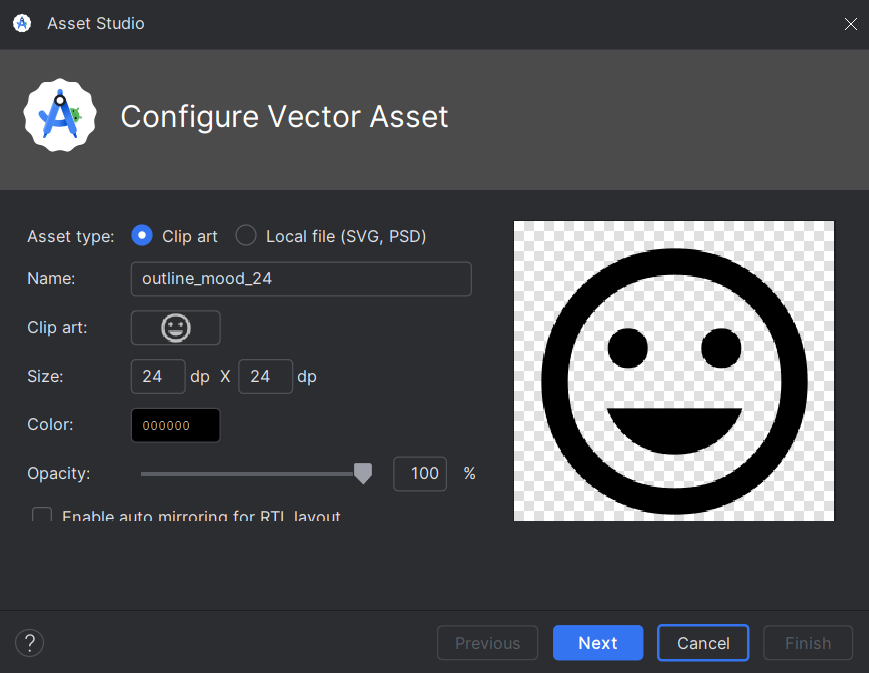 Asset Studio
Configure Vector Asset
Asset type: Clip art Local file (SVG, PSD)
Name: outline_mood_24
Clip art:
Size: 24 dp X 24 dp
Color: 000000
Opacity: 100 %
Enable auto mirroring for RTL layout
? Previous Next Cancel Finish